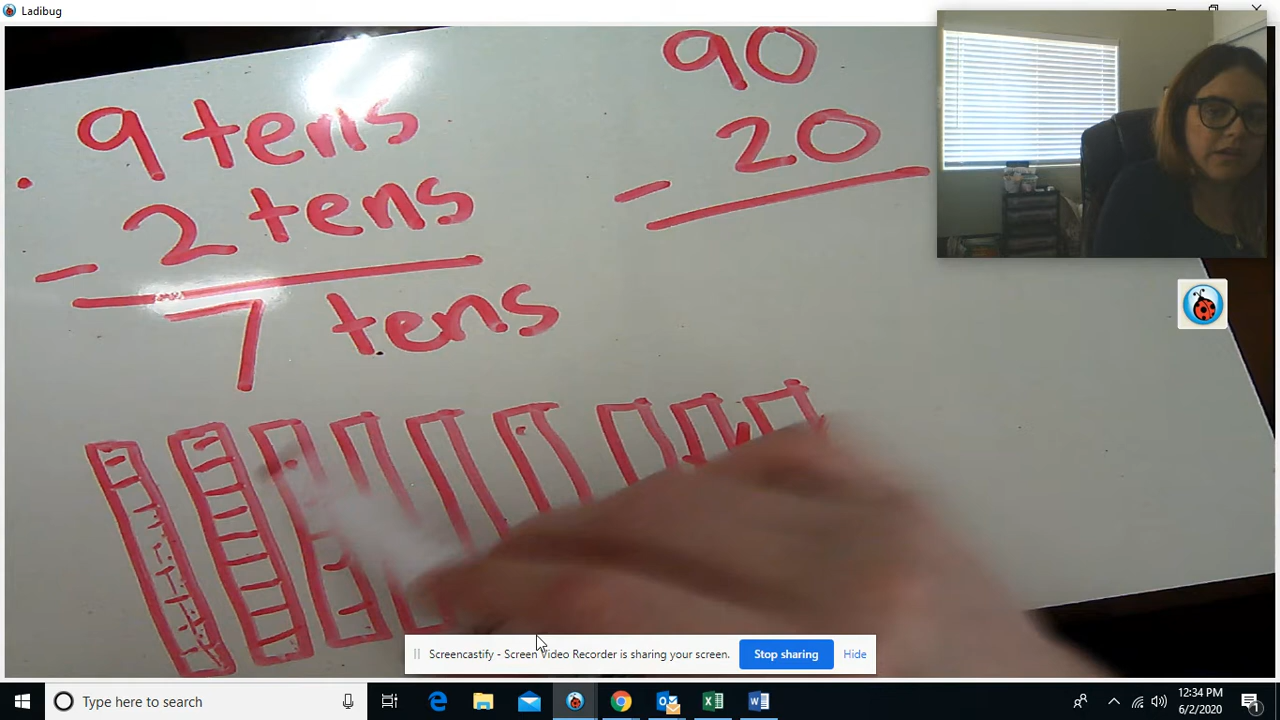 Ladibug
9 tens
- 2 tens
7 tens
90
- 20
Screencastify - Screen Video Recorder is sharing your screen.
Stop sharing
Hide
Type here to search
12:34 PM
6/2/2020
1